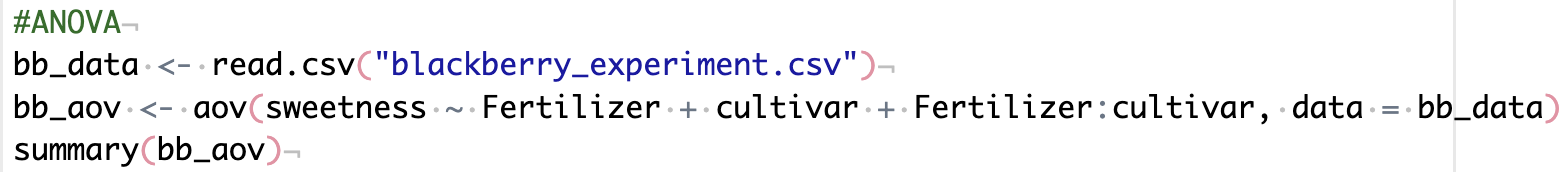 #ANOVA¬
bb_data·<-·read.csv("blackberry_experiment.csv")¬
bb_aov·<-·aov(sweetness·~·Fertilizer·+·cultivar·+·Fertilizer:cultivar,·data·=·bb_data)
summary(bb_aov)¬